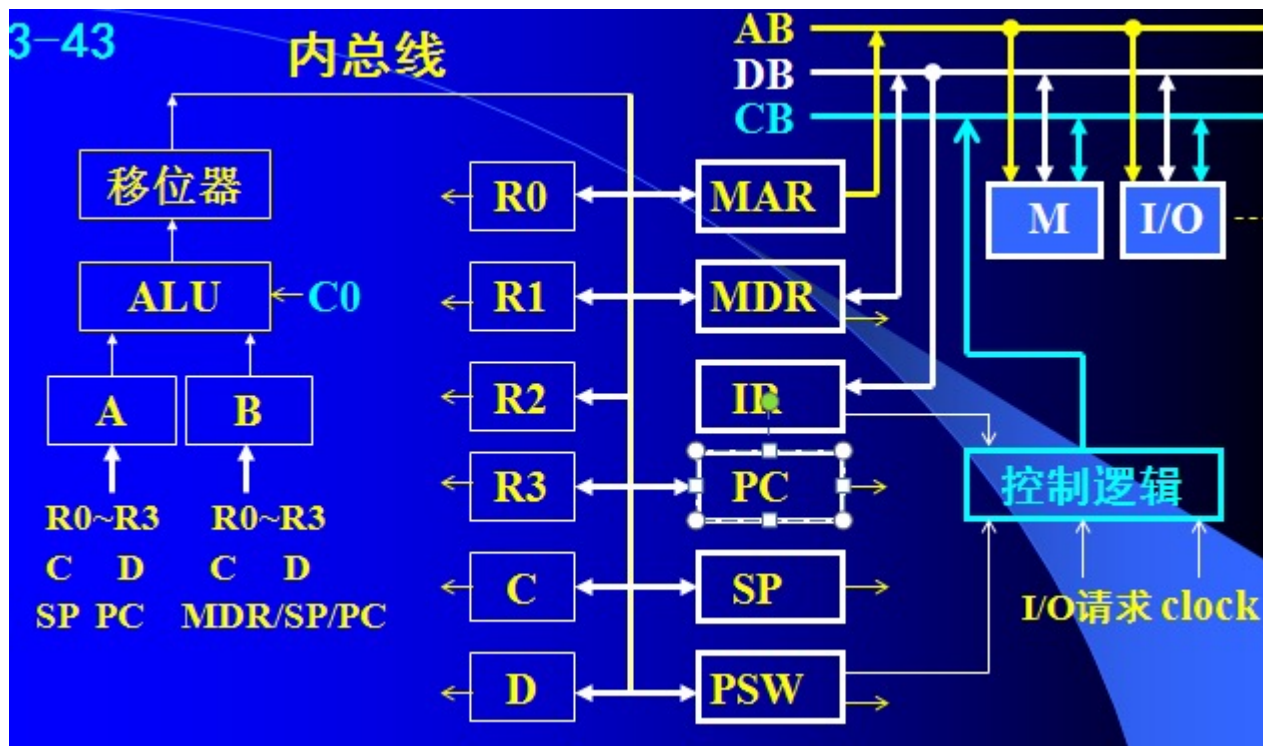 3-43
内总线
AB
DB
CB
移位器
R0
MAR
M
I/O
ALU
C0
R1
MDR
A
B
R2
IR
R3
PC
控制逻辑
R0~R3
R0~R3
C D
C D
SP PC
MDR/SP/PC
C
SP
I/O请求 clock
D
PSW